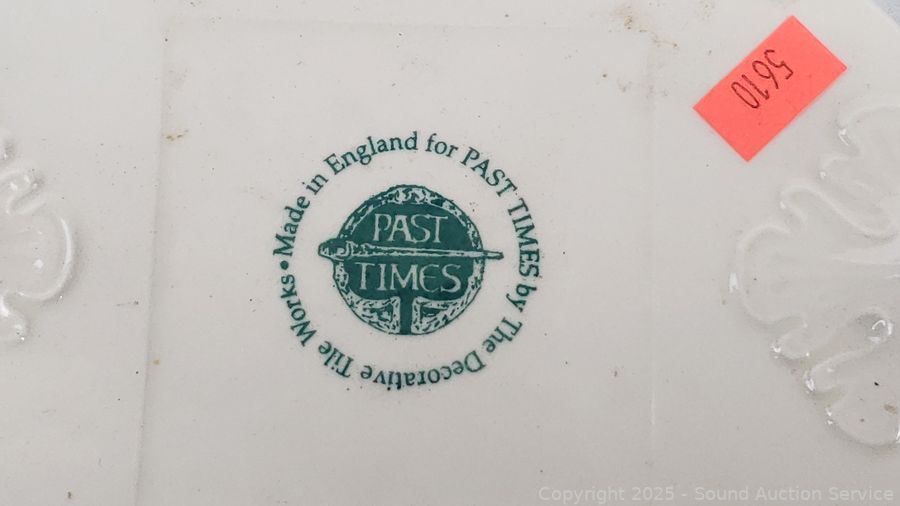 Made in England for PAST TIMES by The Decorative Tile Works •
PAST
TIMES
5610
Copyright 2025 - Sound Auction Service